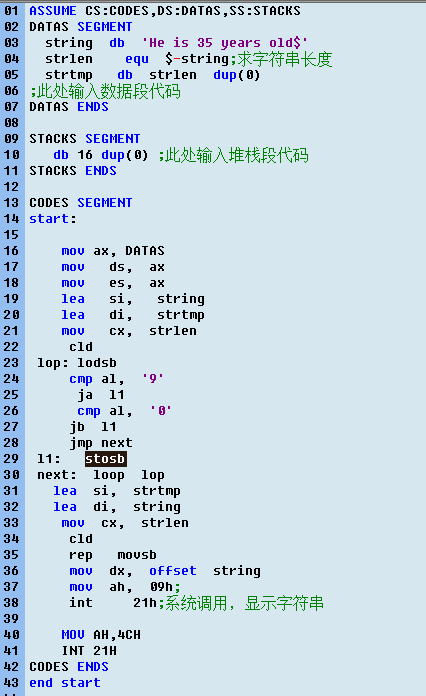 01 ASSUME CS:CODES,DS:DATAS,SS:STACKS
02 DATAS SEGMENT
03 string db 'He is 35 years old$'
04 strlen equ $-string;求字符串长度
05 strtmp db strlen dup(0)
06 ;此处输入数据段代码
07 DATAS ENDS
08
09 STACKS SEGMENT
10 db 16 dup(0) ;此处输入堆栈段代码
11 STACKS ENDS
12
13 CODES SEGMENT
14 start:
15
16 mov ax, DATAS
17 mov ds, ax
18 mov es, ax
19 lea si, string
20 lea di, strtmp
21 mov cx, strlen
22 cld
23 lop: lodsb
24 cmp al, '9'
25 ja l1
26 cmp al, '0'
27 jb l1
28 jmp next
29 l1: stosb
30 next: loop lop
31 lea si, strtmp
32 lea di, string
33 mov cx, strlen
34 cld
35 rep movsb
36 mov dx, offset string
37 mov ah, 09h;
38 int 21h;系统调用，显示字符串
39
40 MOV AH,4CH
41 INT 21H
42 CODES ENDS
43 end start